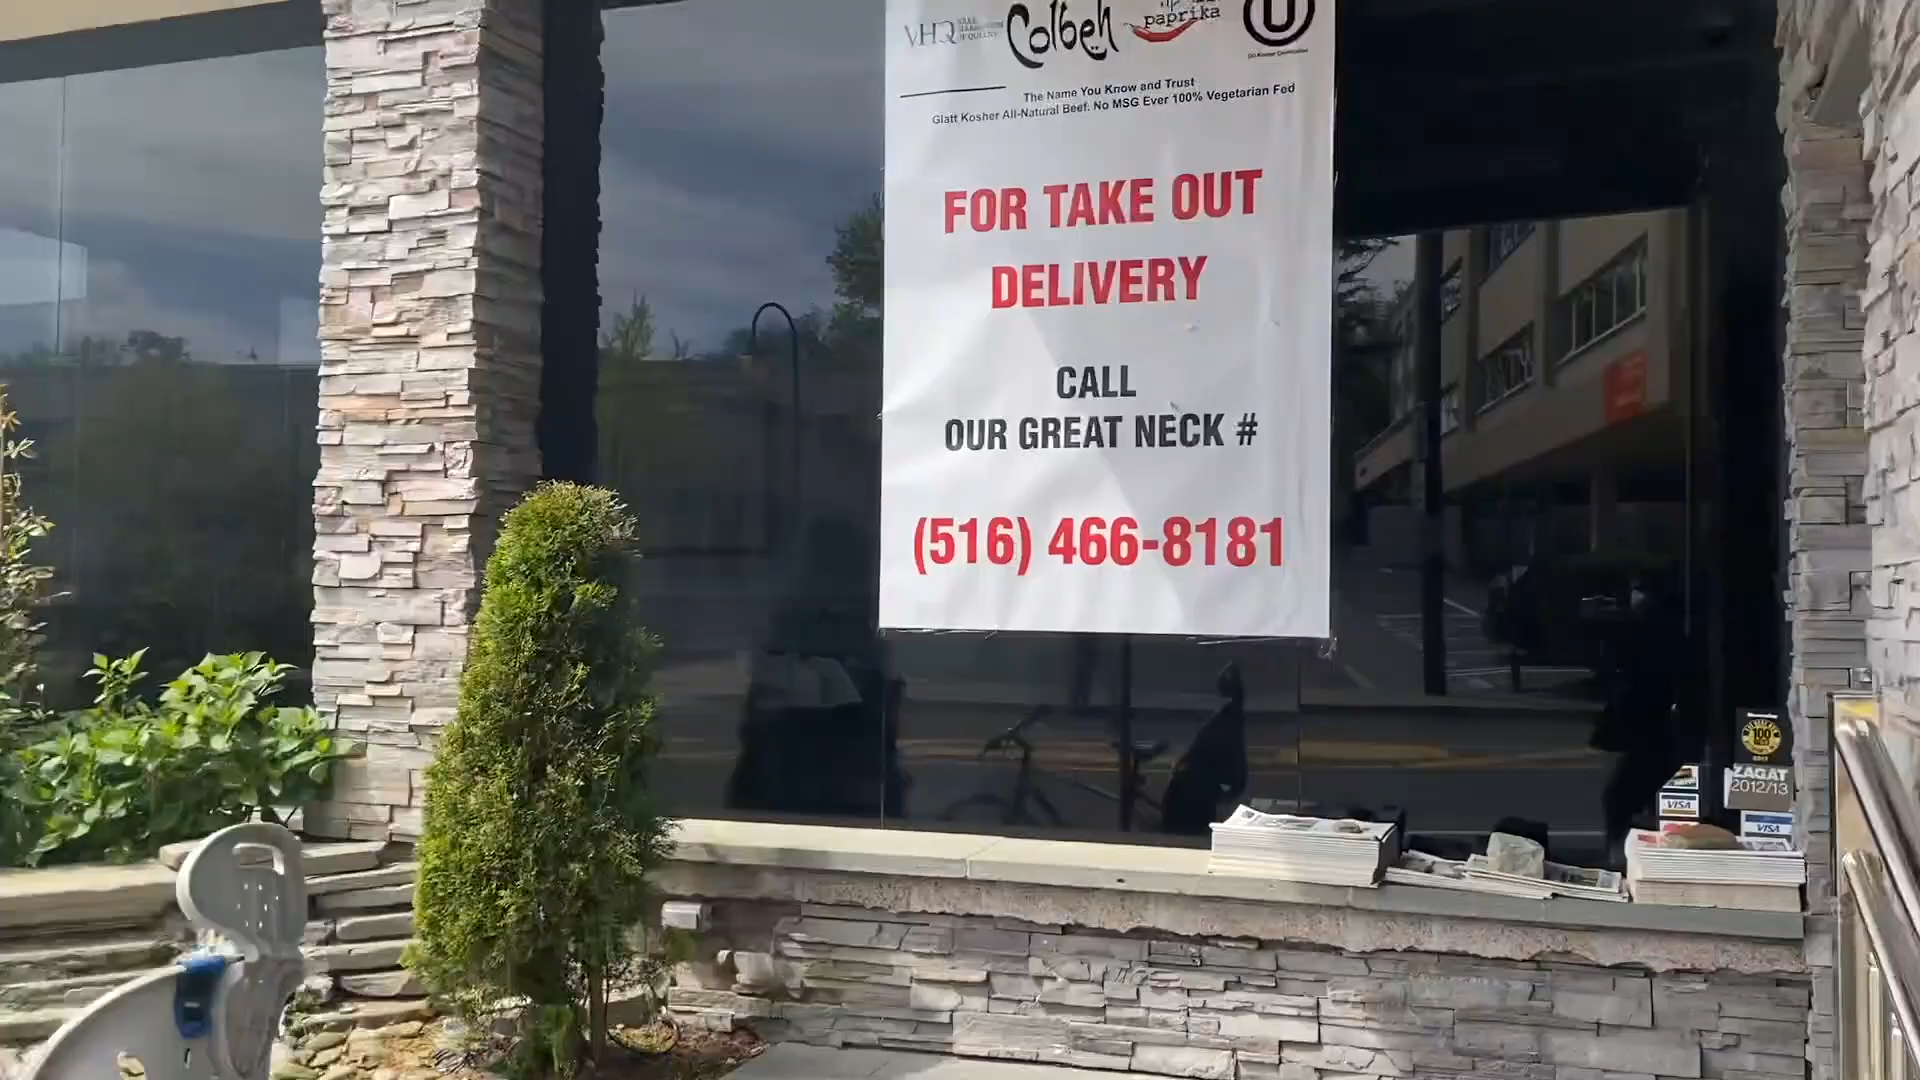 VHQ
Colbeh
paprika
U
The Name You Know and Trust
Glatt Kosher All-Natural Beef. No MSG Ever 100% Vegetarian Fed
FOR TAKE OUT
DELIVERY
CALL
OUR GREAT NECK #
(516) 466-8181
100
ZAGAT
2012/13
VISA
VISA